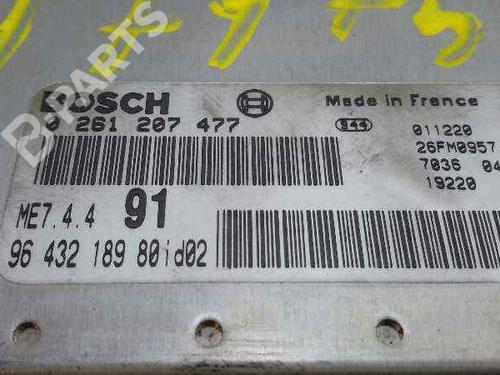 B-PARTS
BOSCH
0 261 207 477
Made in France
944
011220
26FM0957
7036 04
19220
ME7.4.4 91
96 432 189 80id02